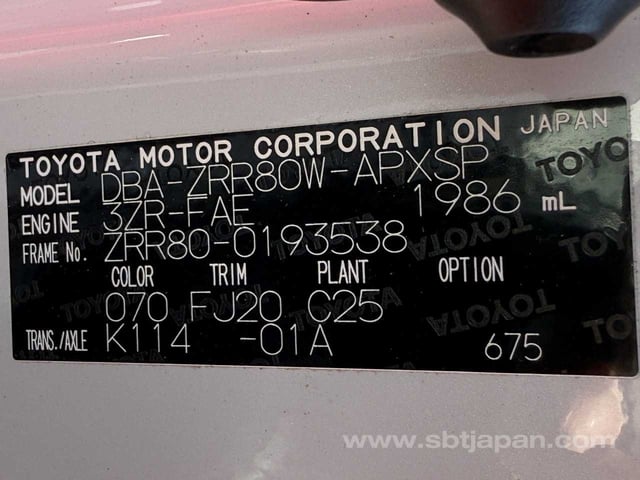 TOYOTA MOTOR CORPORATION JAPAN
MODEL DBA-ZRR80W-APXSP
ENGINE 3ZR-FAE 1986 mL
FRAME No. ZRR80-0193538
COLOR TRIM PLANT OPTION
070 FJ20 C25
TRANS./AXLE K114 -01A 675
www.sbtjapan.com